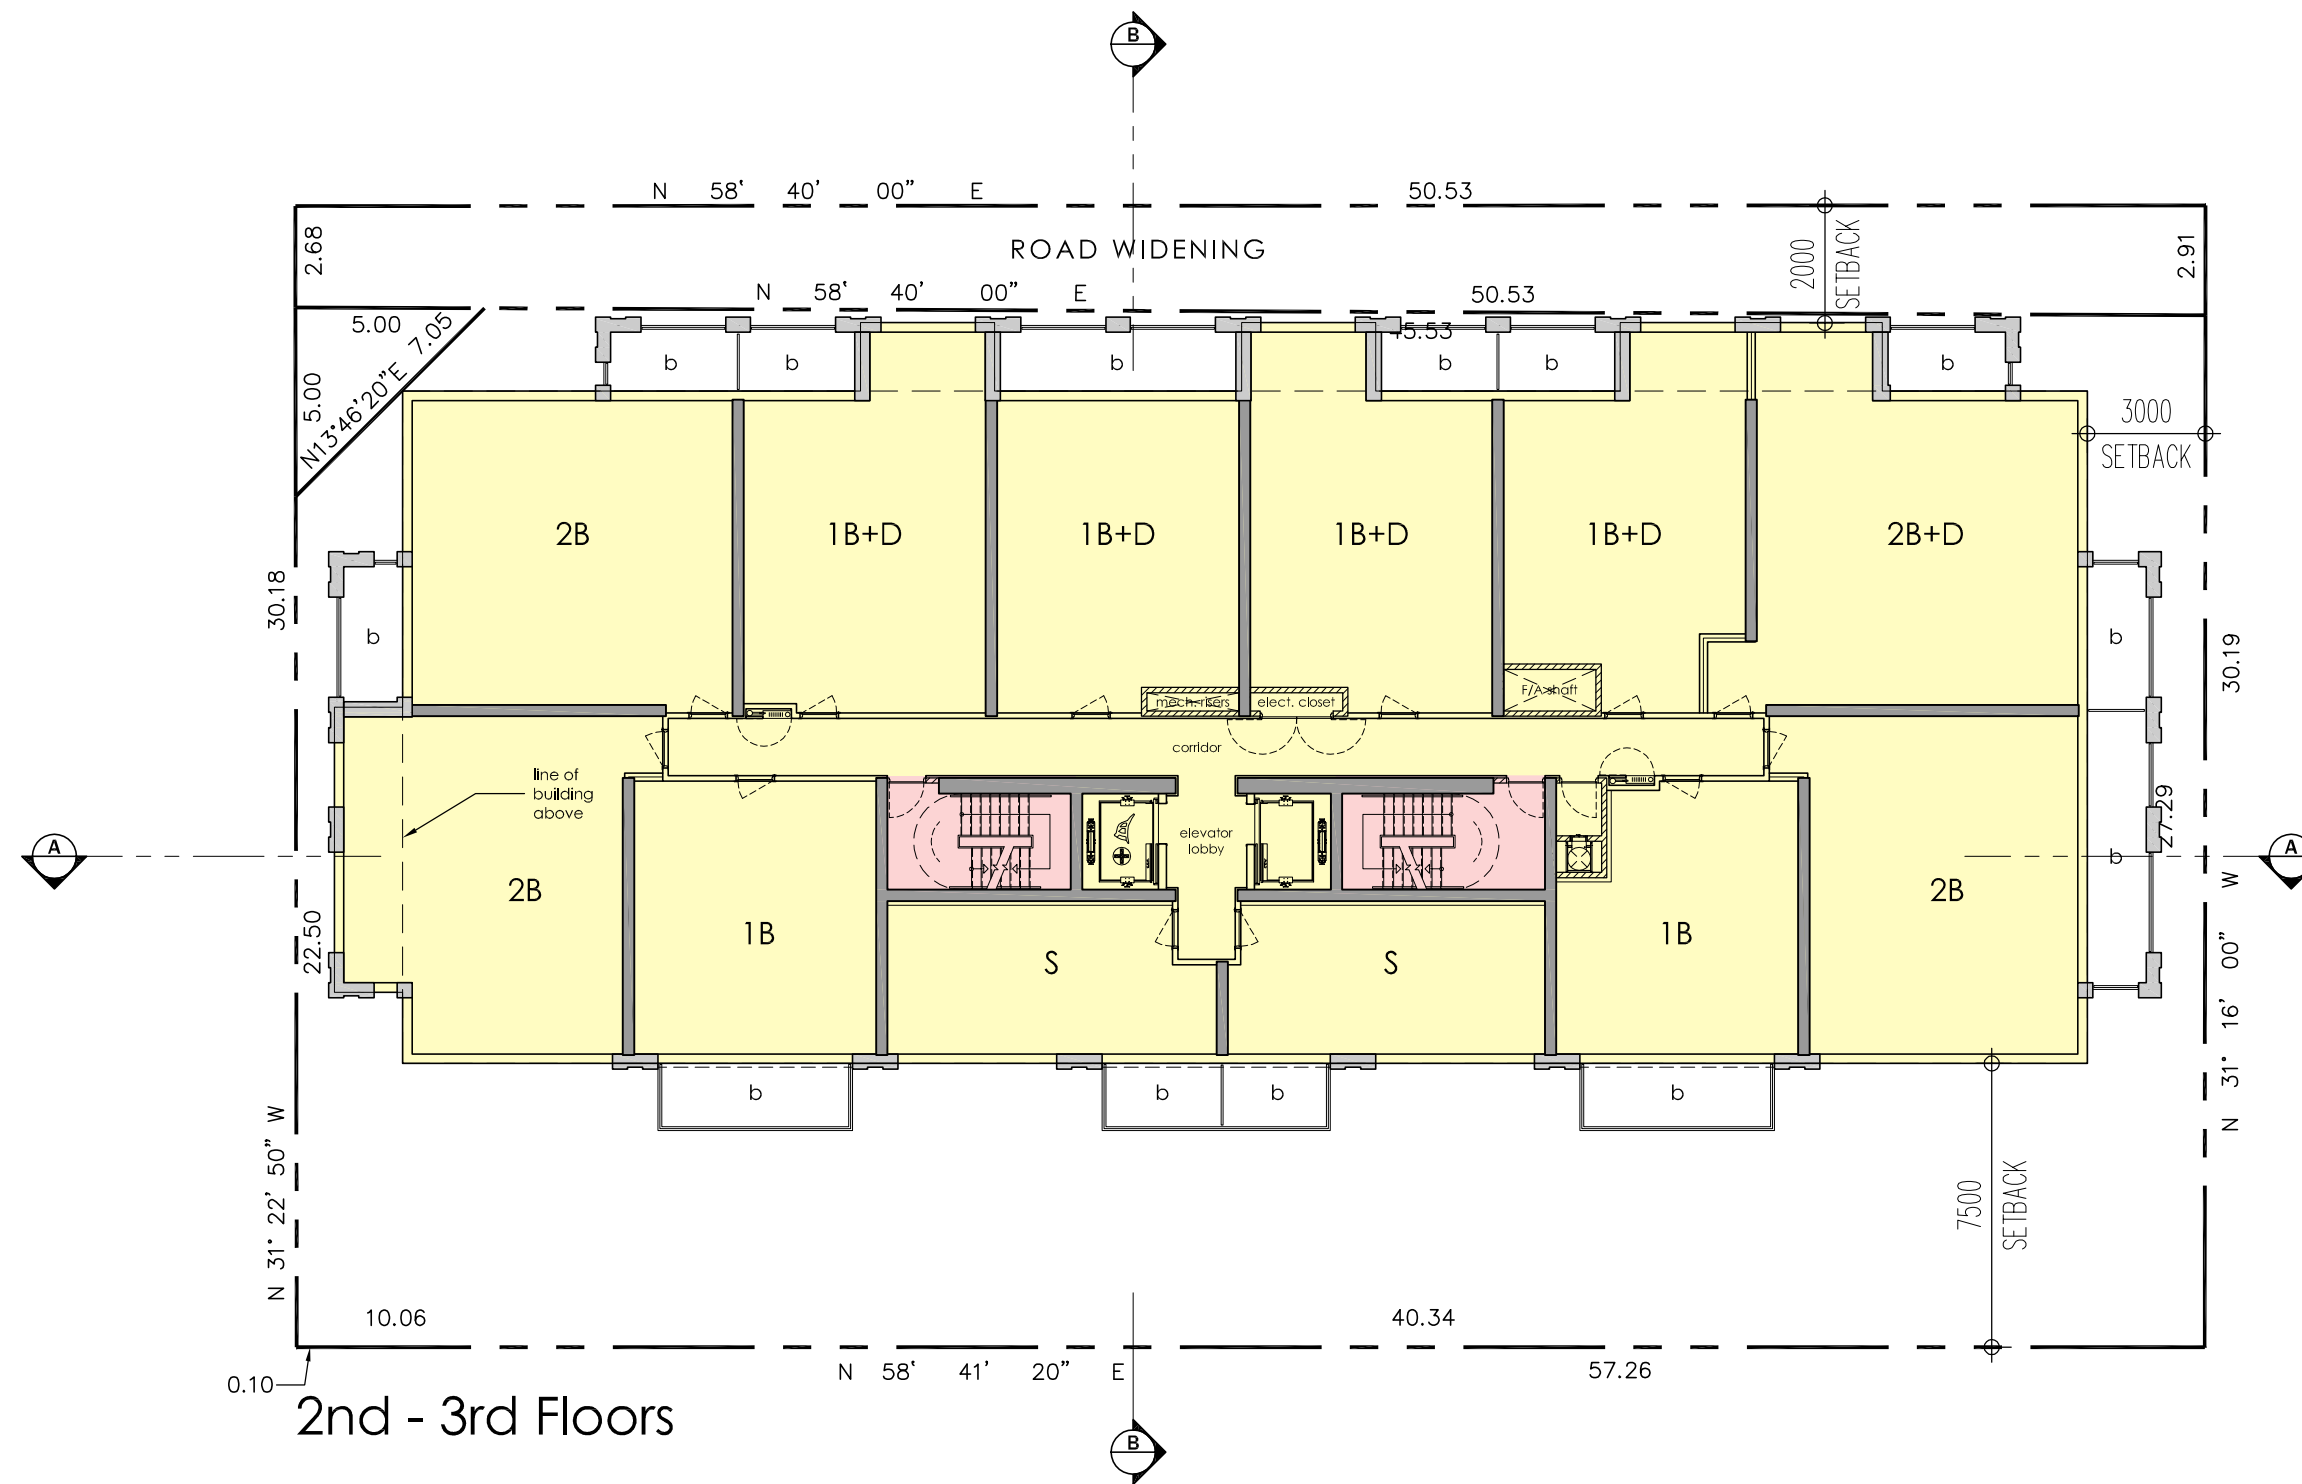 B
N 58' 40' 00" E 50.53
2.68
ROAD WIDENING
2000
SETBACK
2.91
N 58' 40' 00" E 50.53
5.00
7.05
5.00
N13°46'20"E
45.53
b b b b b b
3000
SETBACK
2B 1B+D 1B+D 1B+D 1B+D 2B+D
30.18
b
b
30.19
mech. risers
elect. closet
F/A shaft
corridor
line of
building
above
elevator
lobby
27.29
A
A
b
2B
1B
S
S
1B
2B
22.50
b
b
b
b
N 31° 22' 50" W
N 31° 16' 00" W
7500
SETBACK
10.06
40.34
0.10
N 58' 41' 20" E
57.26
2nd - 3rd Floors
B